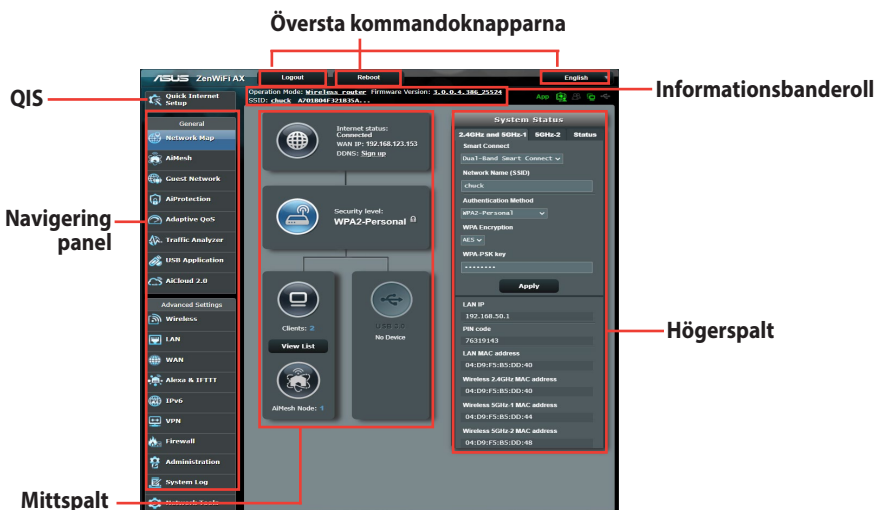 Översta kommandoknapparna
ASUS ZenWiFi AX
Logout
Reboot
English
Operation Mode: Wireless router Firmware Version: 3.0.0.4.386_25524
SSID: chuck A701B04F321835A...
App
Informationsbanderoll
QIS
Quick Internet
Setup
General
Network Map
AiMesh
Guest Network
AiProtection
Adaptive QoS
Traffic Analyzer
USB Application
AiCloud 2.0
Navigering
panel
Advanced Settings
Wireless
LAN
WAN
Alexa & IFTTT
IPv6
VPN
Firewall
Administration
System Log
Network Tools
Internet status:
Connected
WAN IP: 192.168.123.153
DDNS: Sign up
Security level:
WPA2-Personal
Clients: 2
View List
AiMesh Node: 1
USB 2.0
No Device
Mittspalt
System Status
2.4GHz and 5GHz-1 5GHz-2 Status
Smart Connect
Dual-Band Smart Connect
Network Name (SSID)
chuck
Authentication Method
WPA2-Personal
WPA Encryption
AES
WPA-PSK key
········
Apply
LAN IP
192.168.50.1
PIN code
76319143
LAN MAC address
04:D9:F5:B5:DD:40
Wireless 2.4GHz MAC address
04:D9:F5:B5:DD:40
Wireless 5GHz-1 MAC address
04:D9:F5:B5:DD:44
Wireless 5GHz-2 MAC address
04:D9:F5:B5:DD:48
Högerspalt